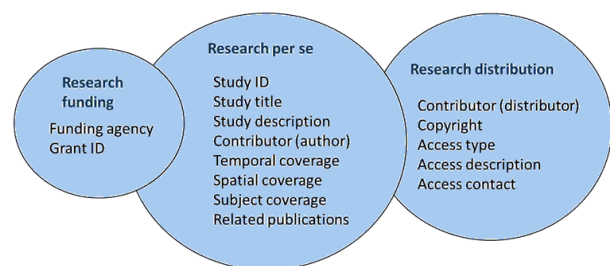 Research
funding
Funding agency
Grant ID
Research per se
Study ID
Study title
Study description
Contributor (author)
Temporal coverage
Spatial coverage
Subject coverage
Related publications
Research distribution
Contributor (distributor)
Copyright
Access type
Access description
Access contact